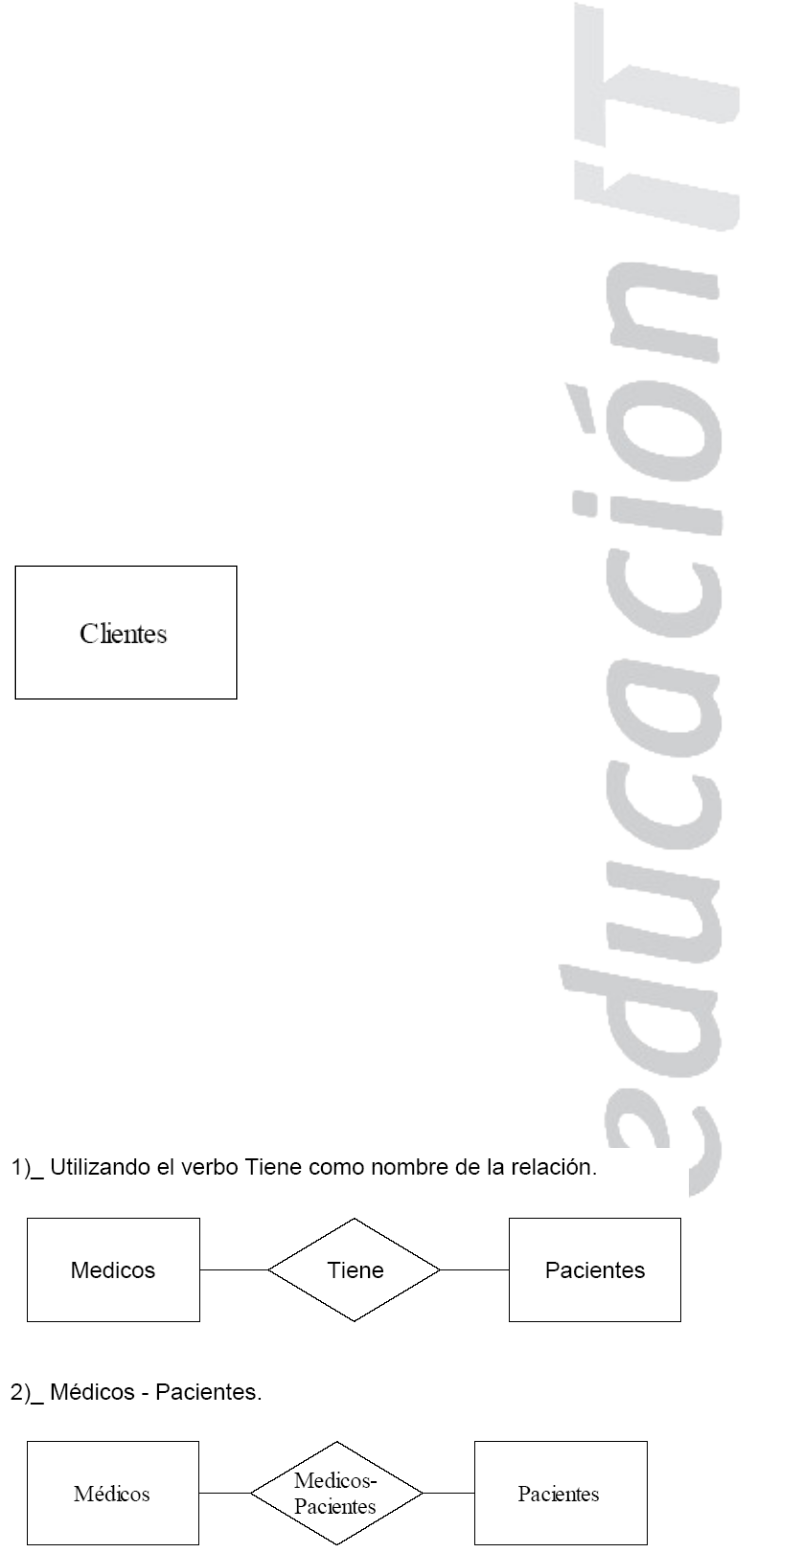 educaciónIT
Clientes
1)_ Utilizando el verbo Tiene como nombre de la relación.
Medicos Tiene Pacientes
2)_ Médicos - Pacientes.
Médicos Medicos- Pacientes
Pacientes